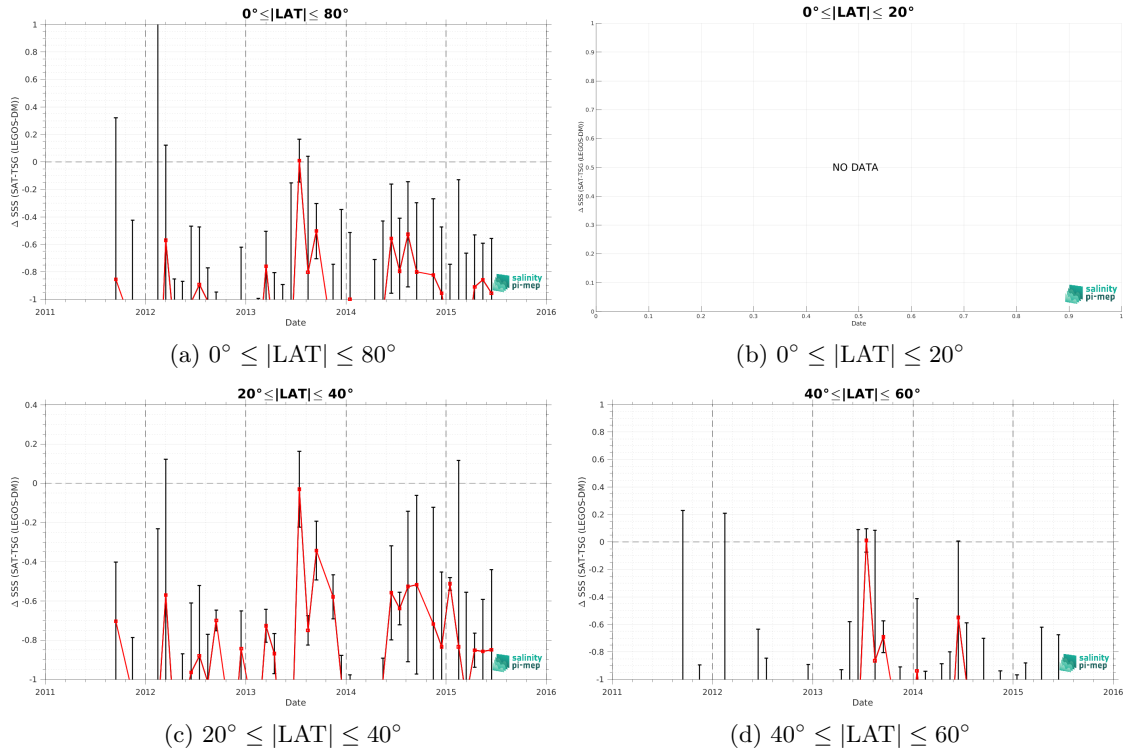 0°≤|LAT|≤ 80°
Δ SSS (SAT-TSG (LEGOS-DM))
1
0.8
0.6
0.4
0.2
0
-0.2
-0.4
-0.6
-0.8
-1
2011 2012 2013 2014 2015 2016
Date
salinity
pi-mep
(a) 0° ≤ |LAT| ≤ 80°
0°≤|LAT|≤ 20°
Δ SSS (SAT-TSG (LEGOS-DM))
1
0.9
0.8
0.7
0.6
0.5
0.4
0.3
0.2
0.1
0
NO DATA
0 0.1 0.2 0.3 0.4 0.5 0.6 0.7 0.8 0.9 1
Date
salinity
pi-mep
(b) 0° ≤ |LAT| ≤ 20°
20°≤|LAT|≤ 40°
Δ SSS (SAT-TSG (LEGOS-DM))
0.4
0.2
0
-0.2
-0.4
-0.6
-0.8
-1
2011 2012 2013 2014 2015 2016
Date
salinity
pi-mep
(c) 20° ≤ |LAT| ≤ 40°
40°≤|LAT|≤ 60°
Δ SSS (SAT-TSG (LEGOS-DM))
1
0.8
0.6
0.4
0.2
0
-0.2
-0.4
-0.6
-0.8
-1
2011 2012 2013 2014 2015 2016
Date
salinity
pi-mep
(d) 40° ≤ |LAT| ≤ 60°